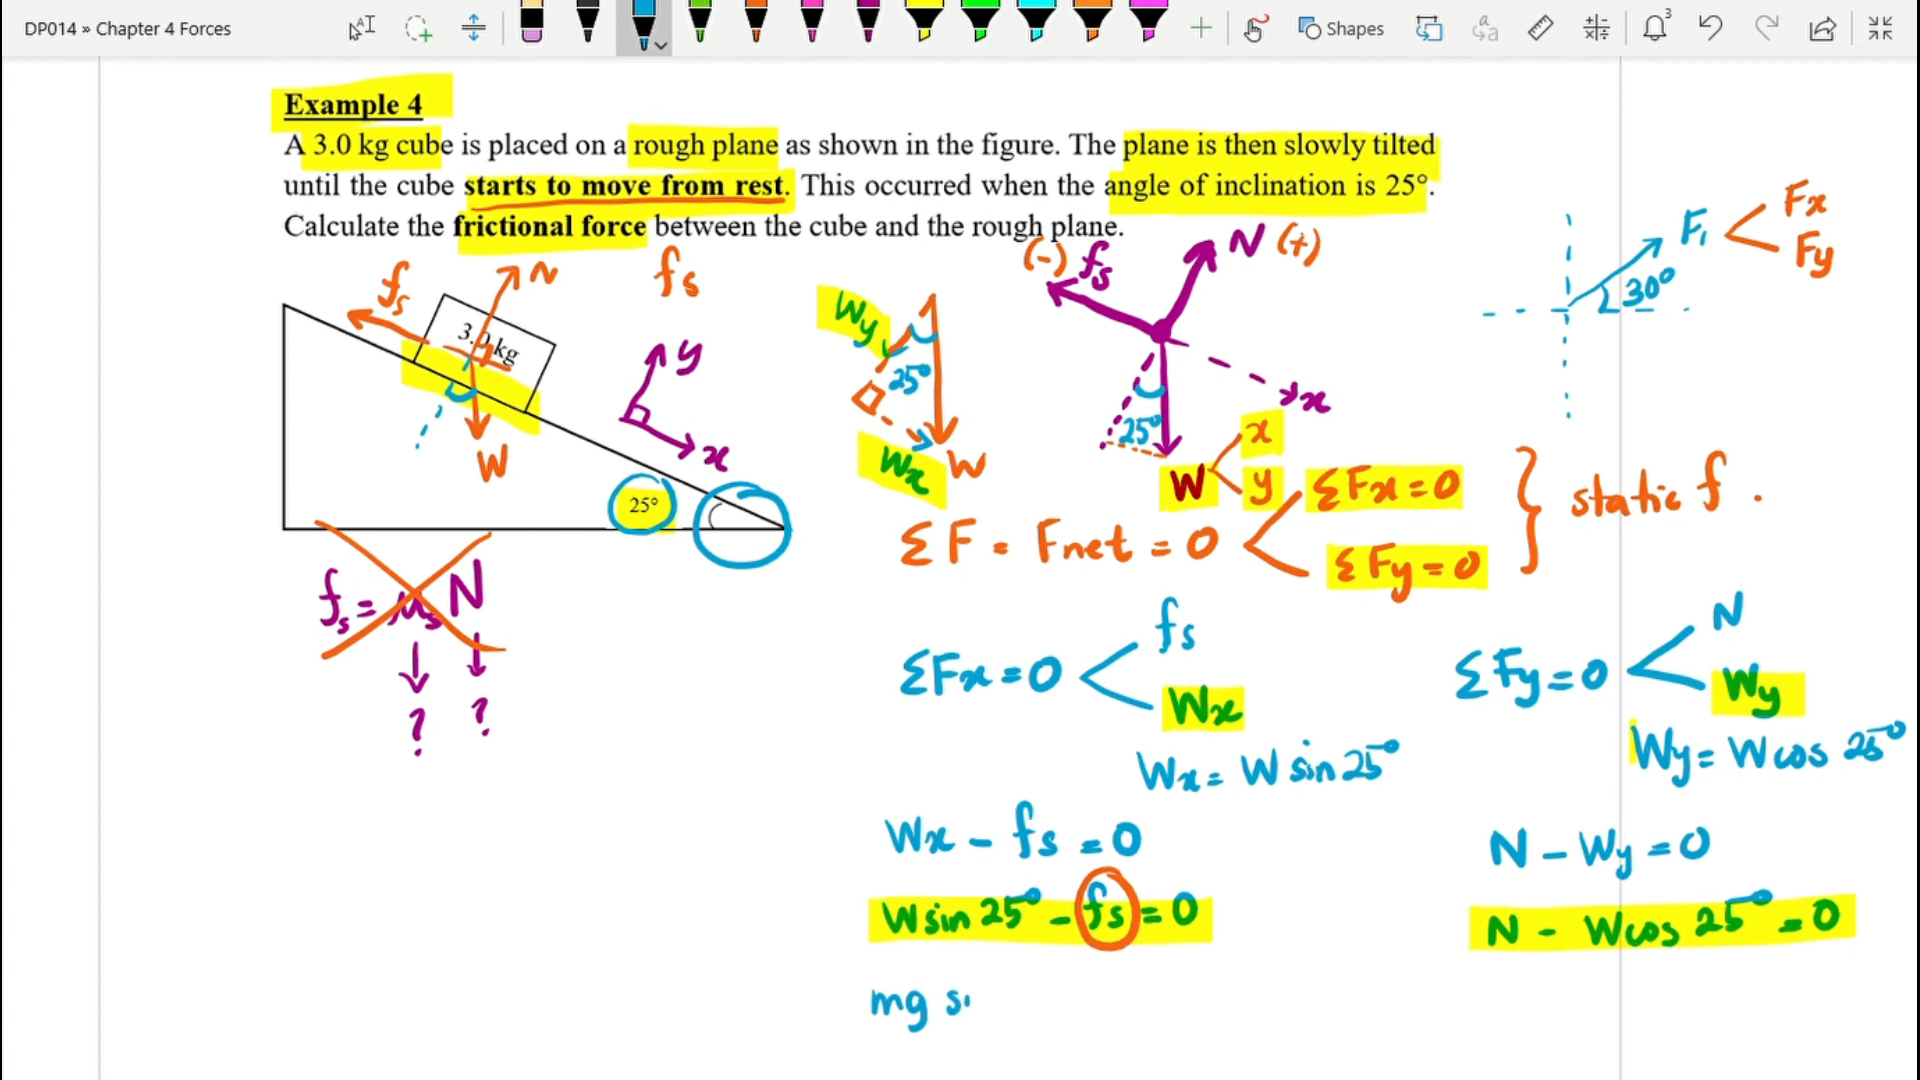 DP014 » Chapter 4 Forces
Shapes
3
Example 4
A 3.0 kg cube is placed on a rough plane as shown in the figure. The plane is then slowly tilted
until the cube starts to move from rest. This occurred when the angle of inclination is 25°.
Calculate the frictional force between the cube and the rough plane.
fs
N
fs
3.0 kg
W
y
x
25°
Wy
25°
Wx
W
(-) fs
N (+)
x
25°
W
x
y
F₁
Fx
Fy
30°
ΣF = Fnet = 0
ΣFx = 0
ΣFy = 0
static f.
fs = μs N
?
?
ΣFx = 0
fs
Wx
Wx = W sin 25°
Wx - fs = 0
W sin 25° - fs = 0
mg s
ΣFy = 0
N
Wy
Wy = W cos 25°
N - Wy = 0
N - W cos 25° = 0